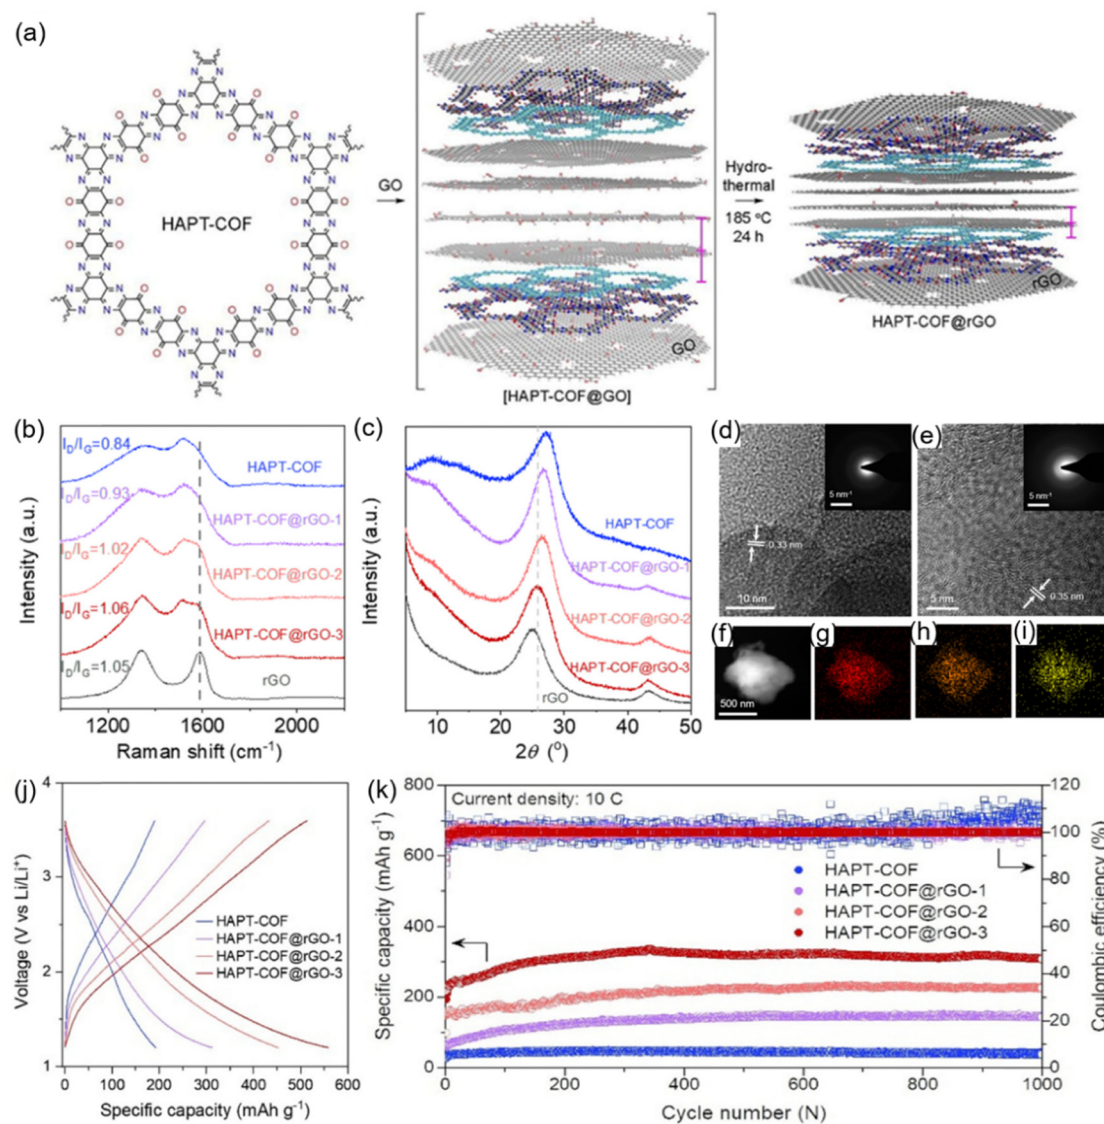 (a)
HAPT-COF
GO
[HAPT-COF@GO]
GO
Hydro-
thermal
185 °C
24 h
rGO
HAPT-COF@rGO
(b)
Intensity (a.u.)
I_D/I_G=0.84
HAPT-COF
I_D/I_G=0.93
HAPT-COF@rGO-1
I_D/I_G=1.02
HAPT-COF@rGO-2
I_D/I_G=1.06
HAPT-COF@rGO-3
I_D/I_G=1.05
rGO
1200 1600 2000
Raman shift (cm⁻¹)
(c)
Intensity (a.u.)
HAPT-COF
HAPT-COF@rGO-1
HAPT-COF@rGO-2
HAPT-COF@rGO-3
rGO
10 20 30 40 50
2θ (°)
(d)
5 nm⁻¹
0.33 nm
10 nm
(e)
5 nm⁻¹
0.35 nm
5 nm
(f)
500 nm
(g)
(h)
(i)
(j)
Voltage (V vs Li/Li⁺)
4
3
2
1
HAPT-COF
HAPT-COF@rGO-1
HAPT-COF@rGO-2
HAPT-COF@rGO-3
0 100 200 300 400 500 600
Specific capacity (mAh g⁻¹)
(k)
Specific capacity (mAh g⁻¹)
800
600
400
200
0
Current density: 10 C
HAPT-COF
HAPT-COF@rGO-1
HAPT-COF@rGO-2
HAPT-COF@rGO-3
120
100
80
60
40
20
0
Coulombic efficiency (%)
0 200 400 600 800 1000
Cycle number (N)